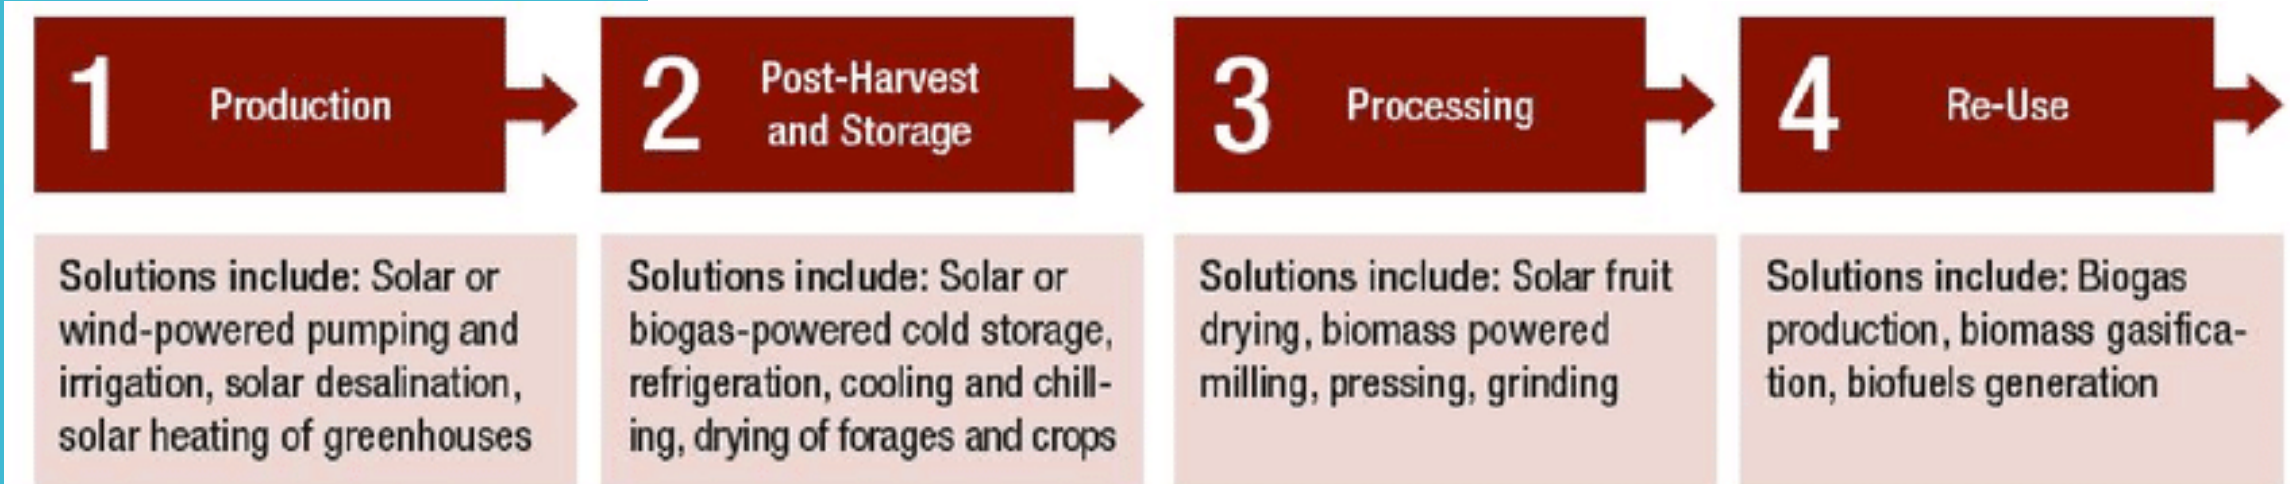 1 Production
2 Post-Harvest
and Storage
3 Processing
4 Re-Use
Solutions include: Solar or
wind-powered pumping and
irrigation, solar desalination,
solar heating of greenhouses
Solutions include: Solar or
biogas-powered cold storage,
refrigeration, cooling and chill-
ing, drying of forages and crops
Solutions include: Solar fruit
drying, biomass powered
milling, pressing, grinding
Solutions include: Biogas
production, biomass gasifica-
tion, biofuels generation